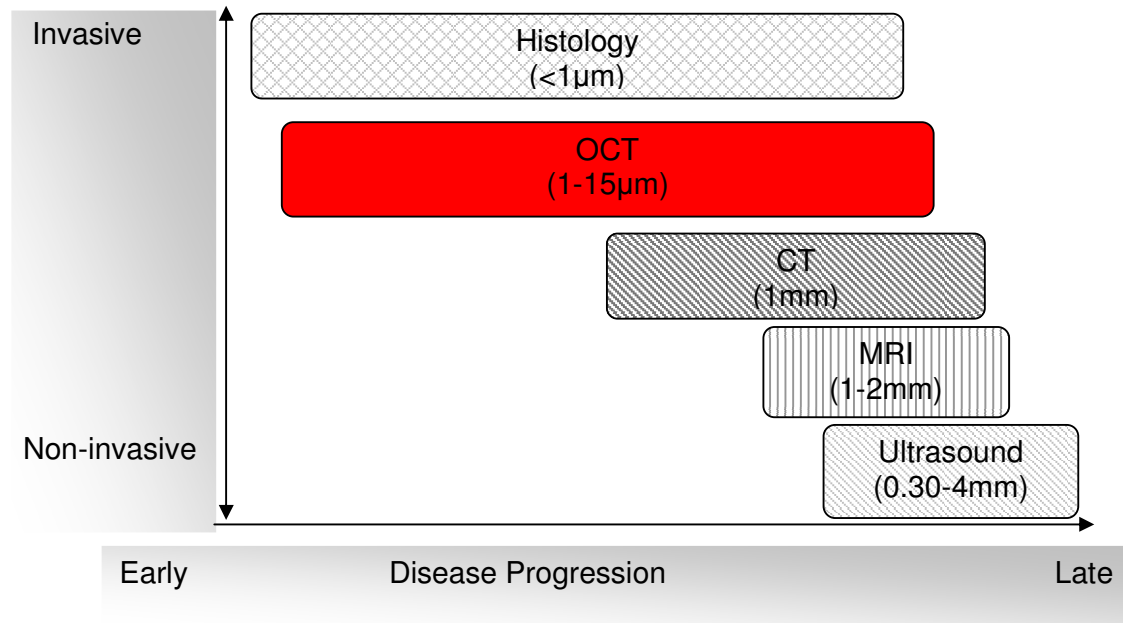 Invasive
Histology
(<1µm)
OCT
(1-15µm)
CT
(1mm)
MRI
(1-2mm)
Non-invasive
Ultrasound
(0.30-4mm)
Early
Disease Progression
Late